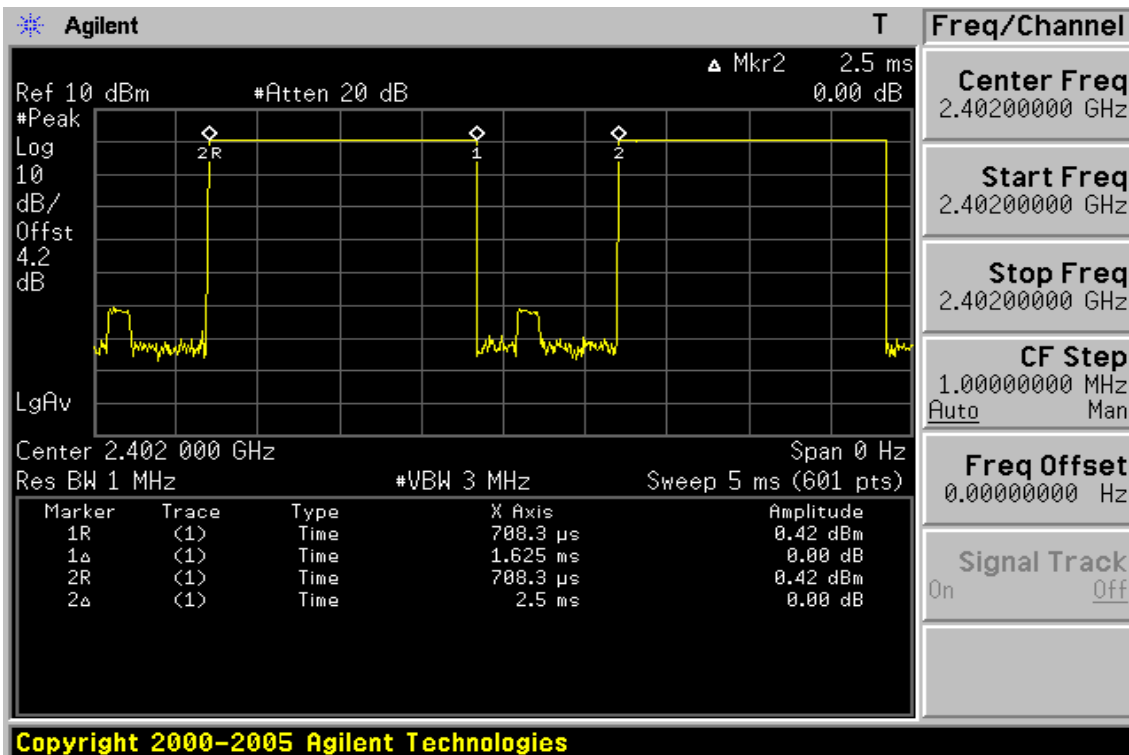 Agilent T
Freq/Channel
Δ Mkr2 2.5 ms
Ref 10 dBm #Atten 20 dB 0.00 dB
#Peak
Log
10
dB/
Offst
4.2
dB
LgAv
2R
1
2
Center 2.402 000 GHz Span 0 Hz
Res BW 1 MHz #VBW 3 MHz Sweep 5 ms (601 pts)
Marker Trace Type X Axis Amplitude
1R (1) Time 708.3 µs 0.42 dBm
1Δ (1) Time 1.625 ms 0.00 dB
2R (1) Time 708.3 µs 0.42 dBm
2Δ (1) Time 2.5 ms 0.00 dB
Center Freq
2.40200000 GHz
Start Freq
2.40200000 GHz
Stop Freq
2.40200000 GHz
CF Step
1.00000000 MHz
Auto Man
Freq Offset
0.00000000 Hz
Signal Track
On Off
Copyright 2000-2005 Agilent Technologies